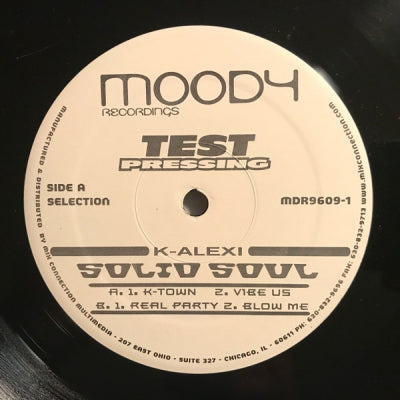 MOODY
RECORDINGS
TEST
PRESSING
SIDE A
SELECTION
MDR9609-1
K-ALEXI
SOLID SOUL
A. 1. K-TOWN 2. VIBE US
B. 1. REAL PARTY 2. BLOW ME
MANUFACTURED & DISTRIBUTED BY MIX CONNECTION MULTIMEDIA - 207 EAST OHIO - SUITE 327 - CHICAGO, IL - 60611 PH: 630-832-9696 FAX: 630-832-9713 www.mixconnection.com